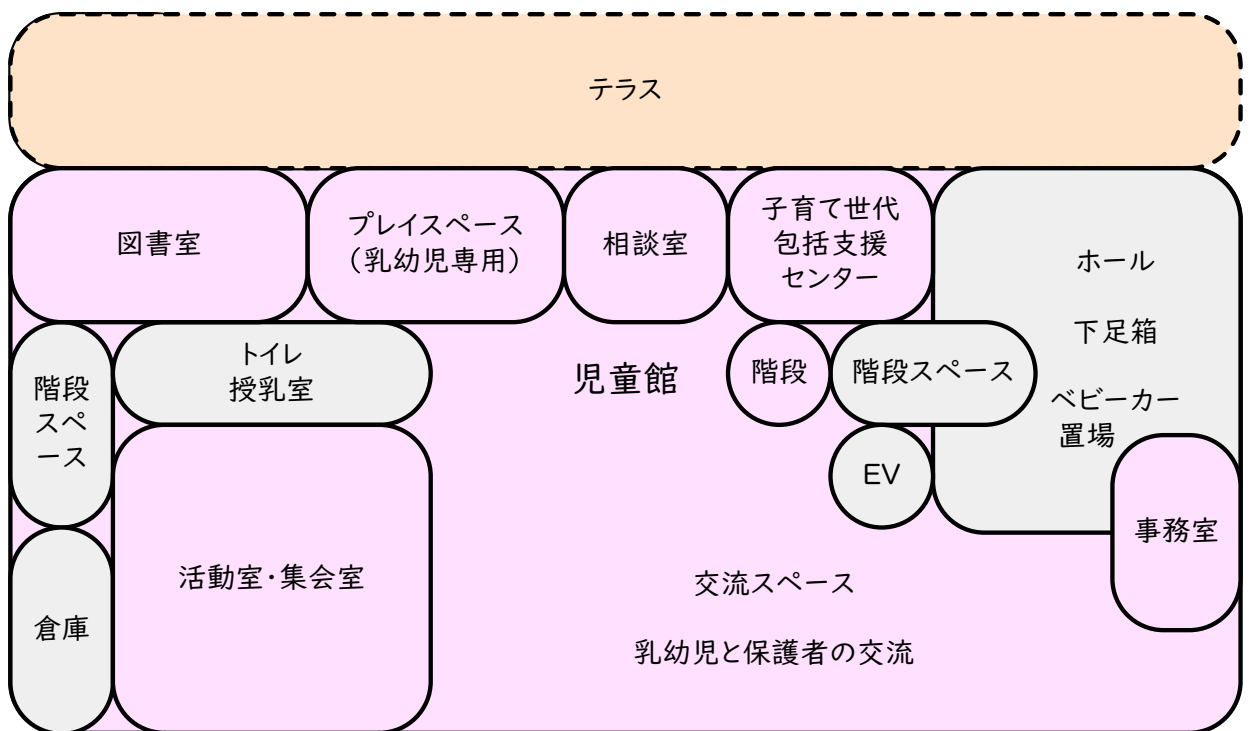 テラス
図書室
プレイスペース
（乳幼児専用）
相談室
子育て世代
包括支援
センター
ホール
下足箱
ベビーカー
置場
階段
スペ
ース
トイレ
授乳室
児童館
階段
階段スペース
EV
事務室
活動室・集会室
倉庫
交流スペース
乳幼児と保護者の交流